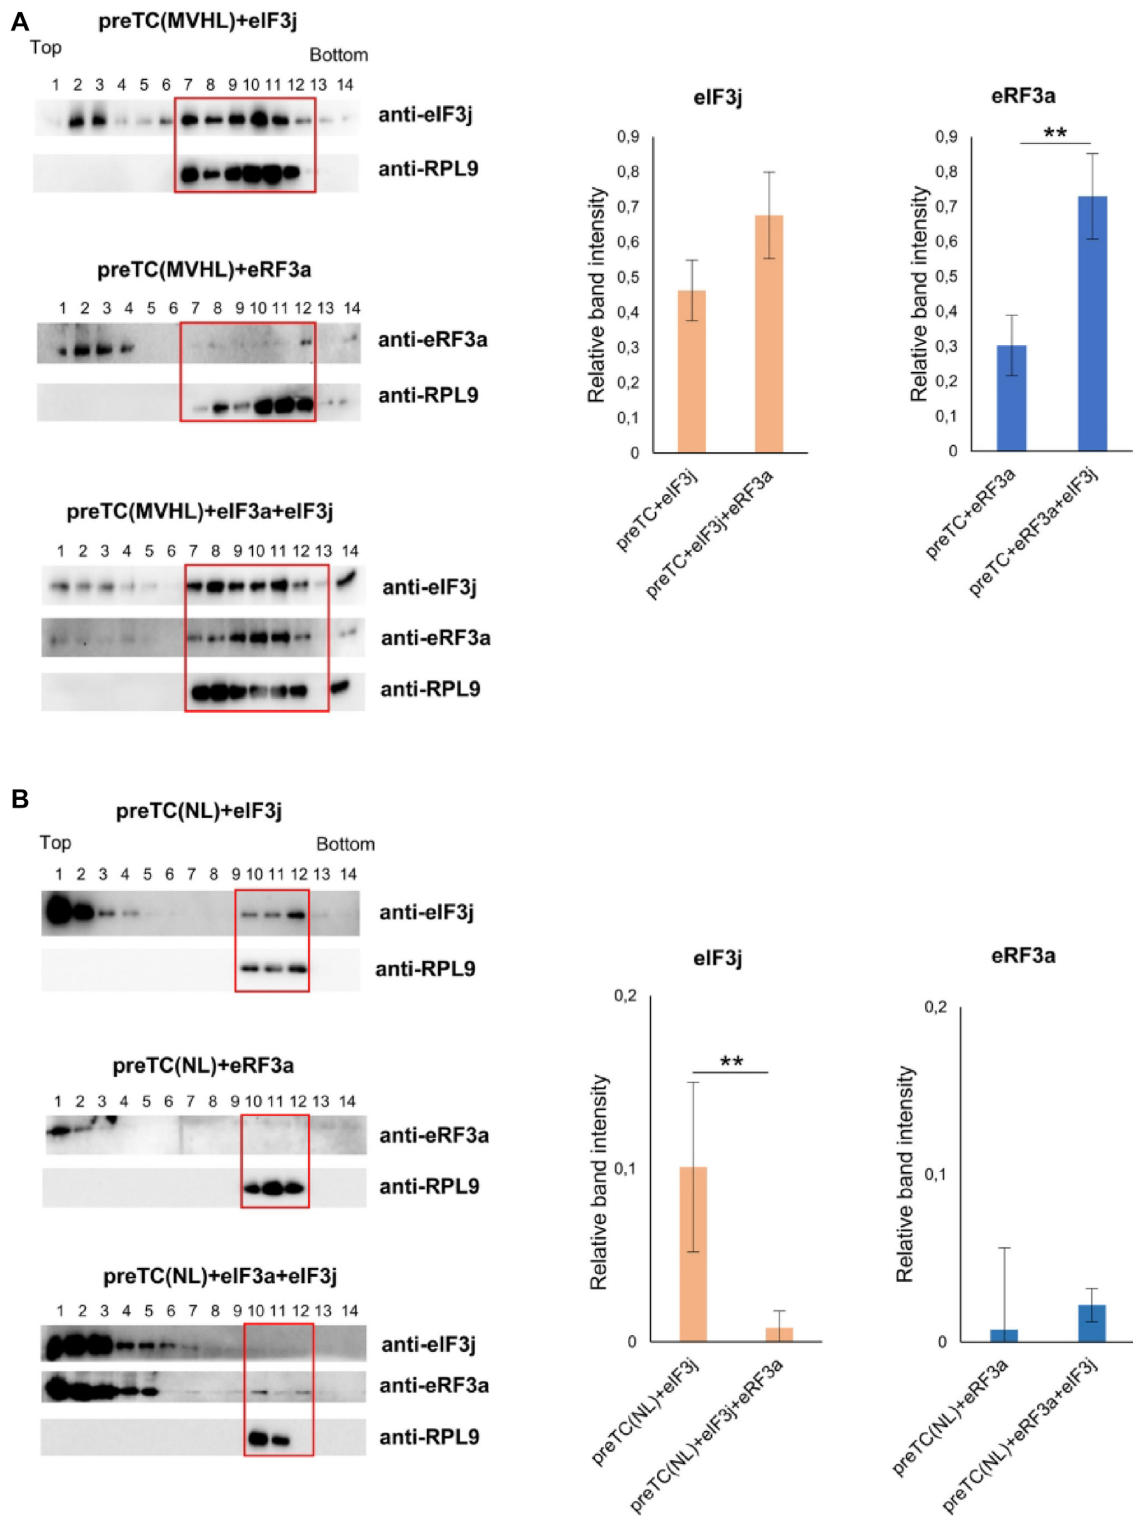 A
preTC(MVHL)+eIF3j
Top
Bottom
1 2 3 4 5 6 7 8 9 10 11 12 13 14
anti-eIF3j
anti-RPL9
preTC(MVHL)+eRF3a
1 2 3 4 5 6 7 8 9 10 11 12 13 14
anti-eRF3a
anti-RPL9
preTC(MVHL)+eIF3a+eIF3j
1 2 3 4 5 6 7 8 9 10 11 12 13 14
anti-eIF3j
anti-eRF3a
anti-RPL9
eIF3j
Relative band intensity
0,9
0,8
0,7
0,6
0,5
0,4
0,3
0,2
0,1
0
preTC+eIF3j
preTC+eIF3j+eRF3a
eRF3a
Relative band intensity
0,9
0,8
0,7
0,6
0,5
0,4
0,3
0,2
0,1
0
**
preTC+eRF3a
preTC+eRF3a+eIF3j
B
preTC(NL)+eIF3j
Top
Bottom
1 2 3 4 5 6 7 8 9 10 11 12 13 14
anti-eIF3j
anti-RPL9
preTC(NL)+eRF3a
1 2 3 4 5 6 7 8 9 10 11 12 13 14
anti-eRF3a
anti-RPL9
preTC(NL)+eIF3a+eIF3j
1 2 3 4 5 6 7 8 9 10 11 12 13 14
anti-eIF3j
anti-eRF3a
anti-RPL9
eIF3j
Relative band intensity
0,2
0,1
0
**
preTC(NL)+eIF3j
preTC(NL)+eIF3j+eRF3a
eRF3a
Relative band intensity
0,2
0,1
0
preTC(NL)+eRF3a
preTC(NL)+eRF3a+eIF3j